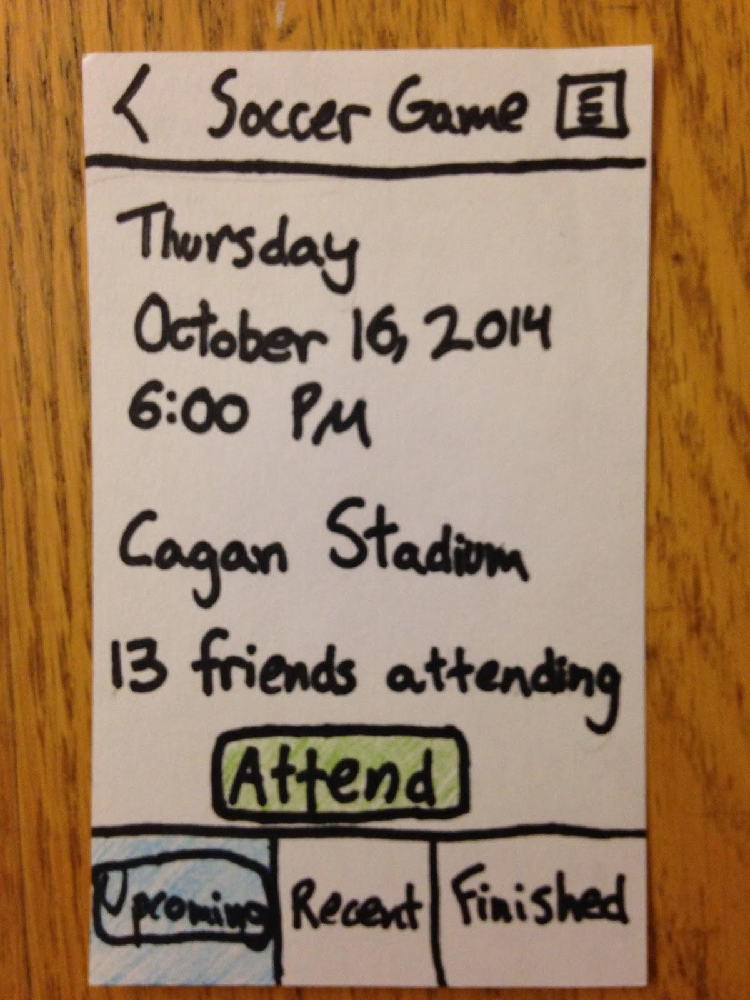 < Soccer Game
Thursday
October 16, 2014
6:00 PM
Cagan Stadium
13 friends attending
Attend
Upcoming Recent Finished